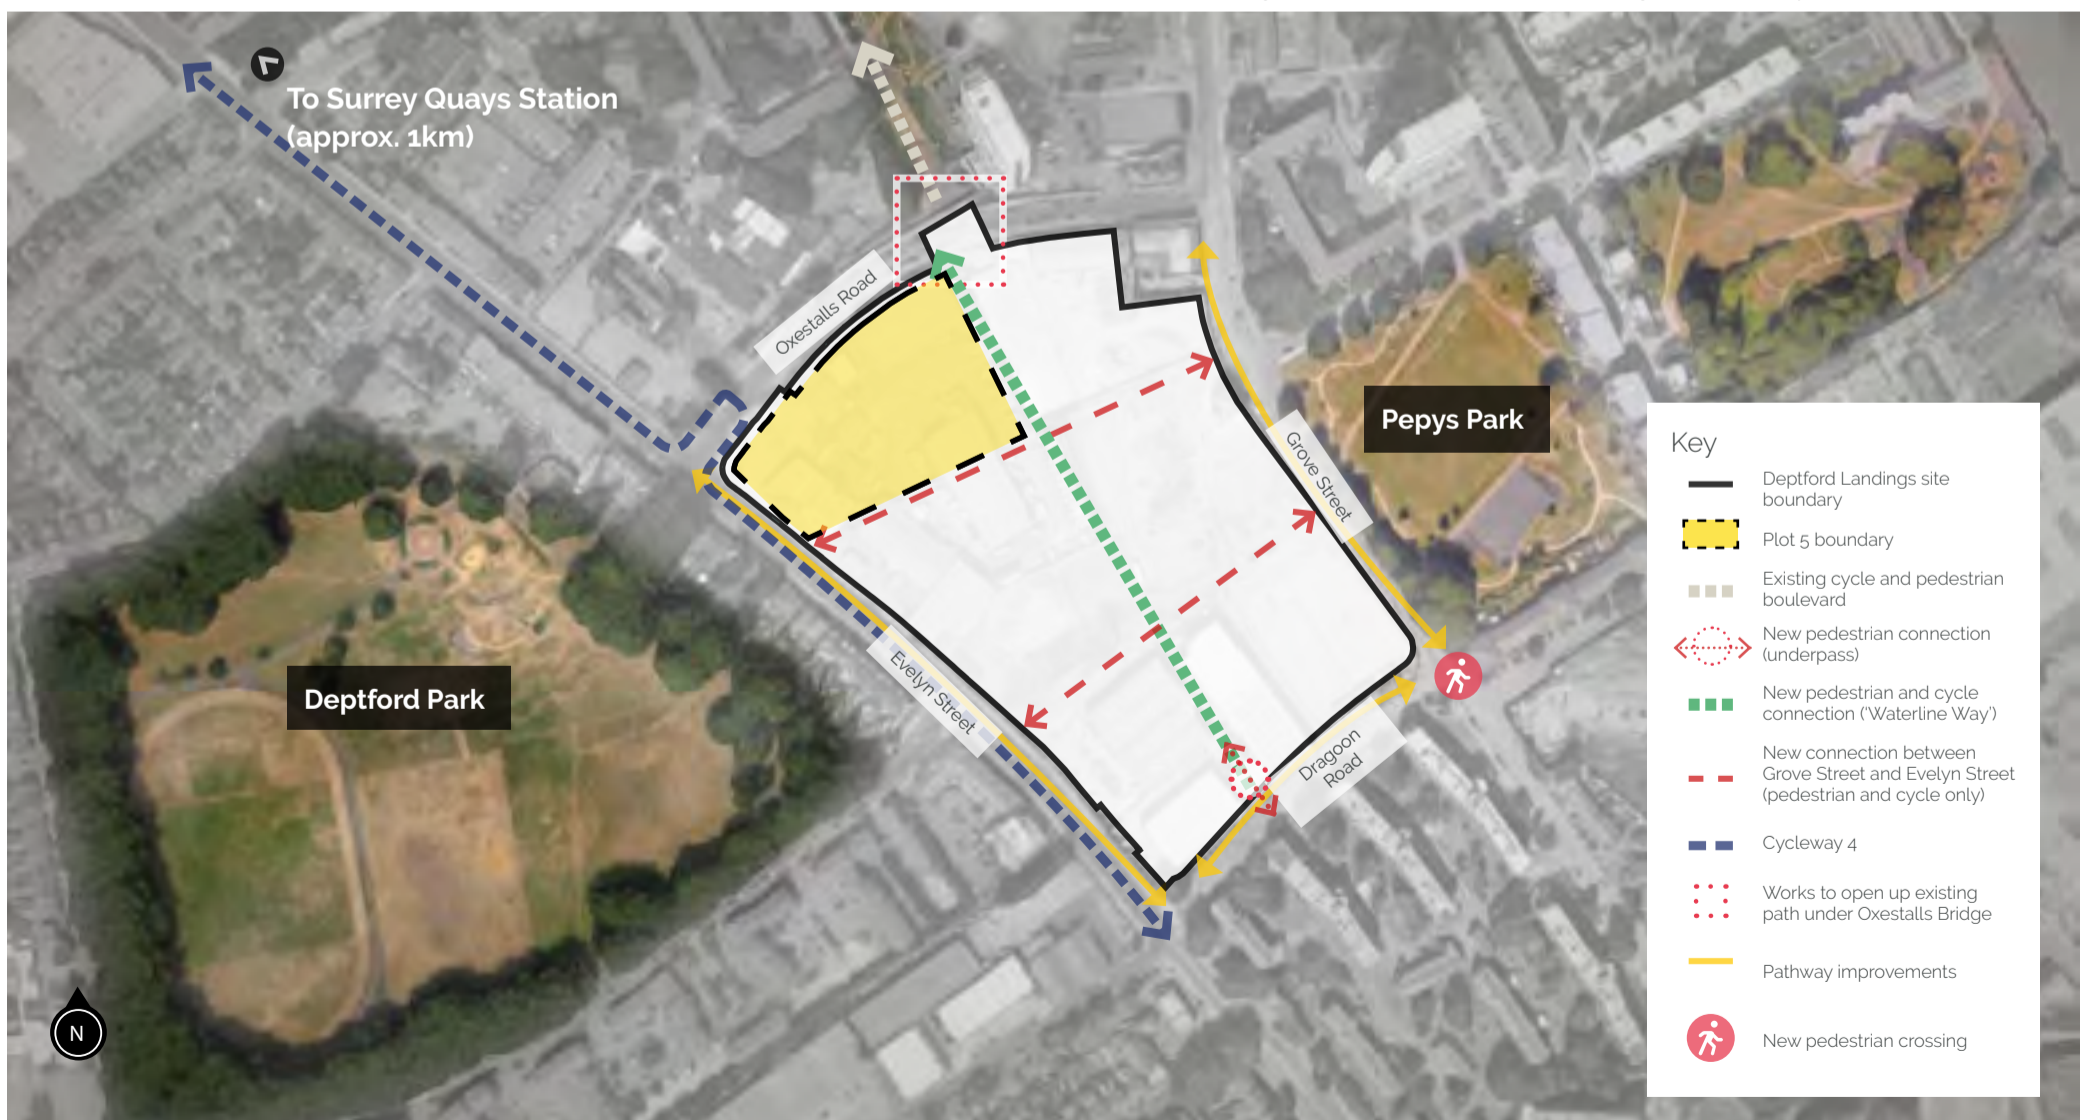 To Surrey Quays Station
(approx. 1km)
Oxestalls Road
Grove Street
Pepys Park
Deptford Park
Evelyn Street
Dragoon
Road
N
Key
Deptford Landings site
boundary
Plot 5 boundary
Existing cycle and pedestrian
boulevard
New pedestrian connection
(underpass)
New pedestrian and cycle
connection (‘Waterline Way’)
New connection between
Grove Street and Evelyn Street
(pedestrian and cycle only)
Cycleway 4
Works to open up existing
path under Oxestalls Bridge
Pathway improvements
New pedestrian crossing